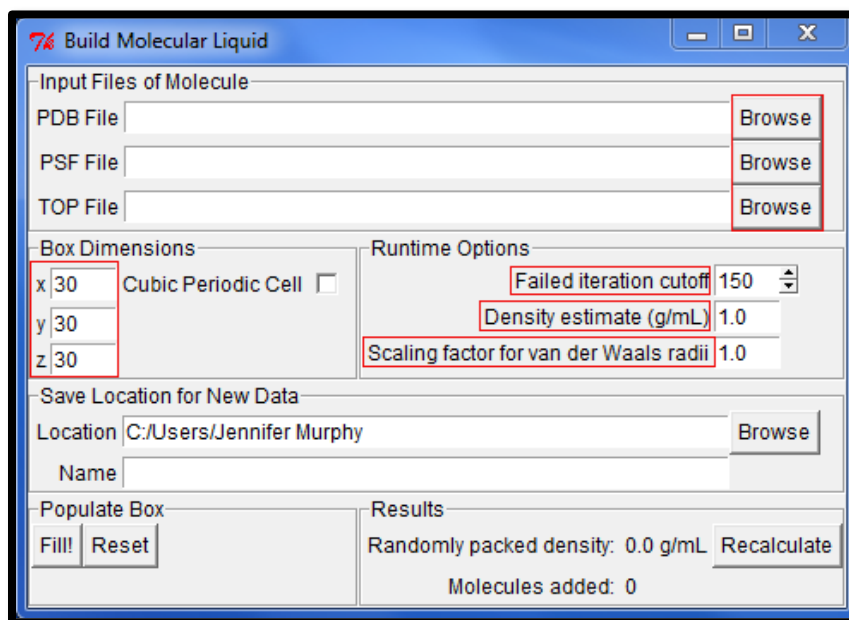 Build Molecular Liquid
Input Files of Molecule
PDB File Browse
PSF File Browse
TOP File Browse
Box Dimensions
x 30 Cubic Periodic Cell
y 30
z 30
Runtime Options
Failed iteration cutoff 150
Density estimate (g/mL) 1.0
Scaling factor for van der Waals radii 1.0
Save Location for New Data
Location C:/Users/Jennifer Murphy Browse
Name
Populate Box
Fill! Reset
Results
Randomly packed density: 0.0 g/mL Recalculate
Molecules added: 0